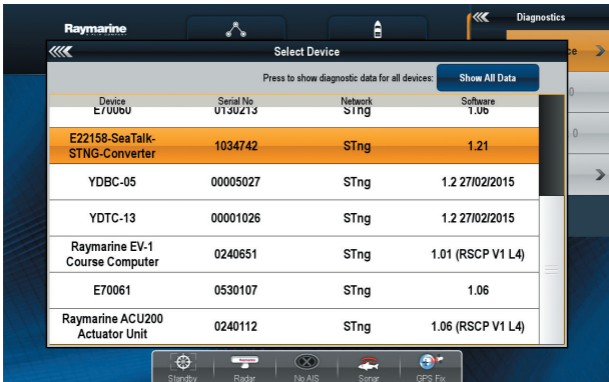 Raymarine
Diagnostics
Select Device
Press to show diagnostic data for all devices:
Show All Data
Device Serial No Network Software
E70060 0130213 STng 1.06
E22158-SeaTalk-
STNG-Converter 1034742 STng 1.21
YDBC-05 00005027 STng 1.2 27/02/2015
YDTC-13 00001026 STng 1.2 27/02/2015
Raymarine EV-1
Course Computer 0240651 STng 1.01 (RSCP V1 L4)
E70061 0530107 STng 1.06
Raymarine ACU200
Actuator Unit 0240112 STng 1.06 (RSCP V1 L4)
Standby Radar No AIS Sonar GPS Fix